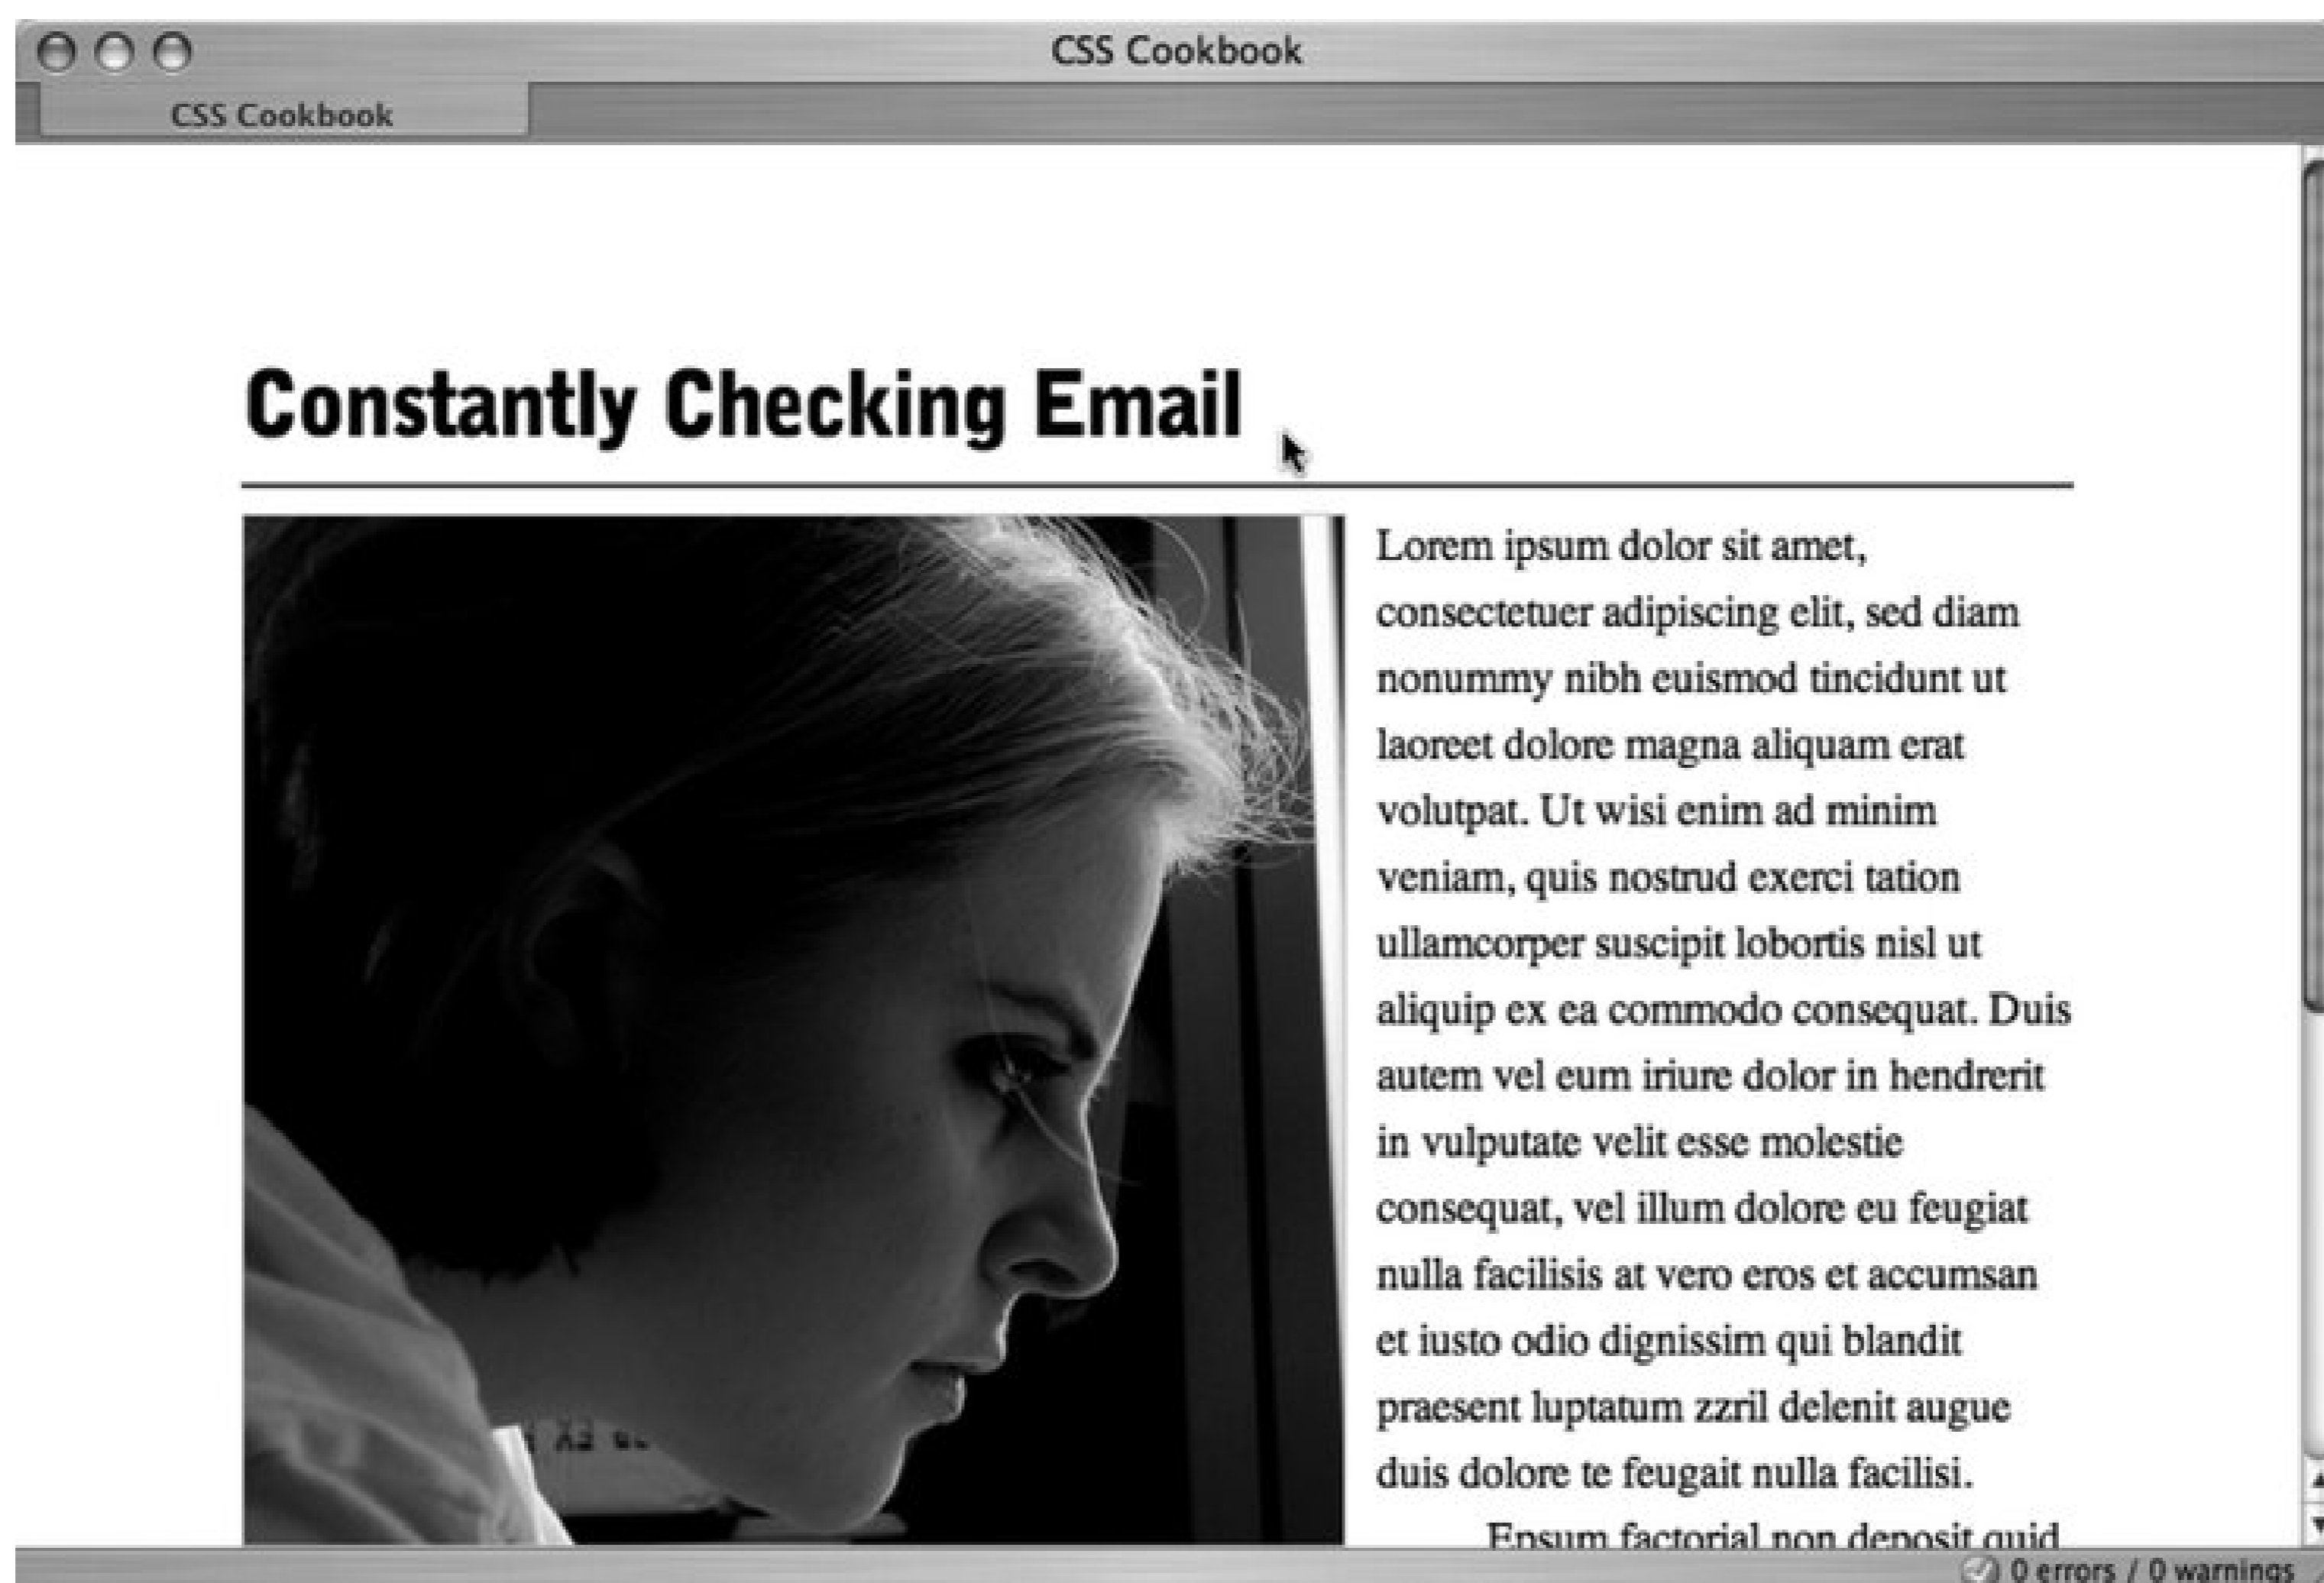 CSS Cookbook
CSS Cookbook
Constantly Checking Email
Lorem ipsum dolor sit amet,
consectetuer adipiscing elit, sed diam
nonummy nibh euismod tincidunt ut
laoreet dolore magna aliquam erat
volutpat. Ut wisi enim ad minim
veniam, quis nostrud exerci tation
ullamcorper suscipit lobortis nisl ut
aliquip ex ea commodo consequat. Duis
autem vel eum iriure dolor in hendrerit
in vulputate velit esse molestie
consequat, vel illum dolore eu feugiat
nulla facilisis at vero eros et accumsan
et iusto odio dignissim qui blandit
praesent luptatum zzril delenit augue
duis dolore te feugait nulla facilisi.
Epsum factorial non deposit quid
0 errors / 0 warnings